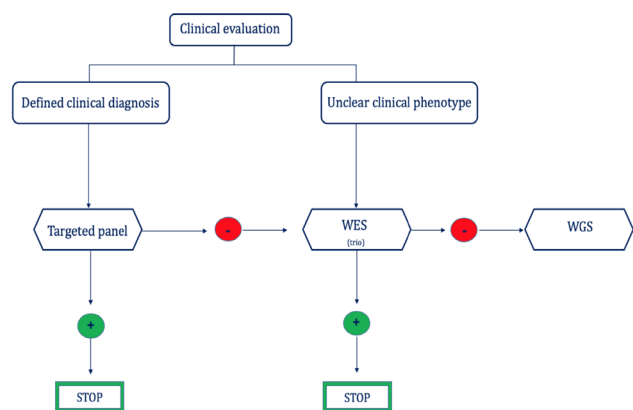 Clinical evaluation
Defined clinical diagnosis
Unclear clinical phenotype
Targeted panel
-
WES
(trio)
-
WGS
+
+
STOP
STOP